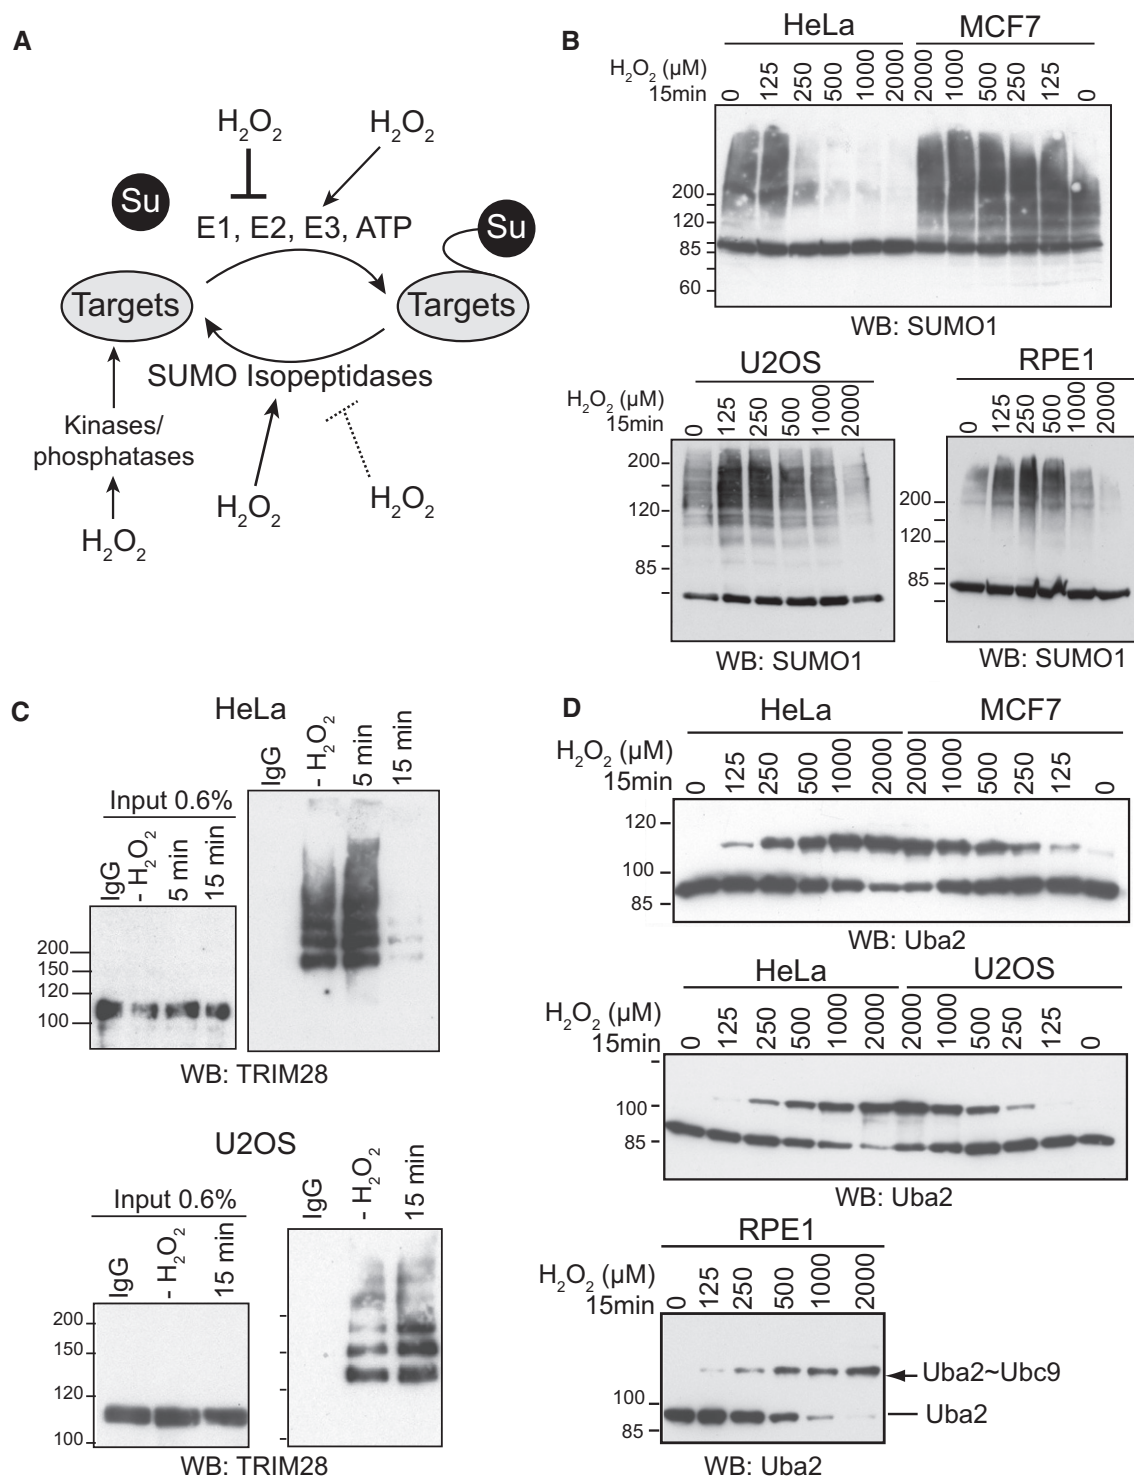 A
H2O2
H2O2
Su
E1, E2, E3, ATP
Su
Targets
Targets
SUMO Isopeptidases
Kinases/
phosphatases
H2O2
H2O2
H2O2
B
HeLa MCF7
H2O2 (µM)
15min
0 125 250 500 1000 2000 2000 1000 500 250 125 0
200
120
85
60
WB: SUMO1
U2OS
H2O2 (µM)
15min
0 125 250 500 1000 2000
200
120
85
WB: SUMO1
RPE1
0 125 250 500 1000 2000
200
120
85
WB: SUMO1
C
HeLa
Input 0.6%
IgG - H2O2 5 min 15 min
IgG - H2O2 5 min 15 min
200
150
120
100
WB: TRIM28
U2OS
Input 0.6%
IgG - H2O2 15 min
IgG - H2O2 15 min
200
150
120
100
WB: TRIM28
D
HeLa MCF7
H2O2 (µM)
15min
0 125 250 500 1000 2000 2000 1000 500 250 125 0
120
100
85
WB: Uba2
HeLa U2OS
H2O2 (µM)
15min
0 125 250 500 1000 2000 2000 1000 500 250 125 0
100
85
WB: Uba2
RPE1
H2O2 (µM)
15min
0 125 250 500 1000 2000
Uba2~Ubc9
100
Uba2
85
WB: Uba2